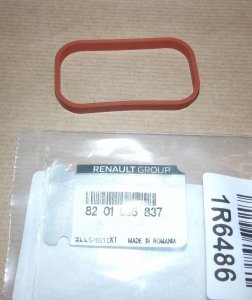 RENAULT GROUP
82 01 837
MADE IN ROMANIA
1R6486